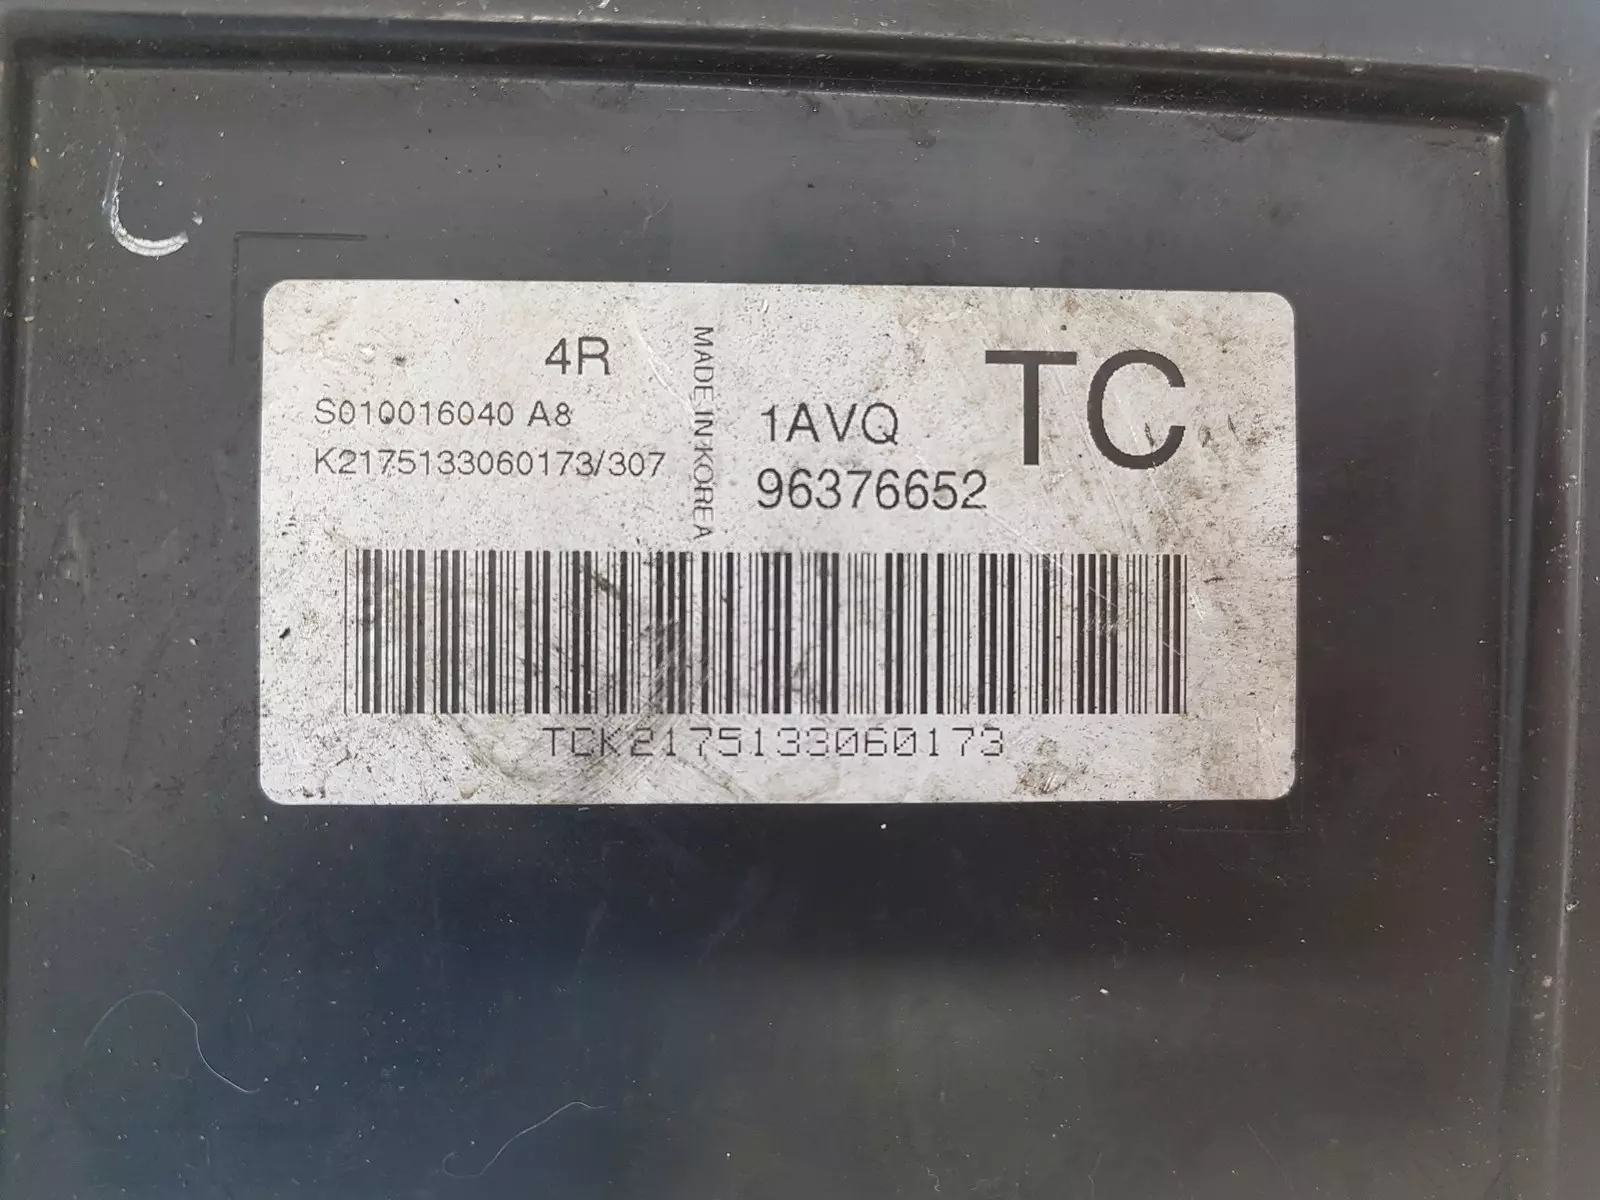 4R
S010016040 A8
K2175133060173/307
MADE IN KOREA
TC
1AVQ
96376652
TCK2175133060173